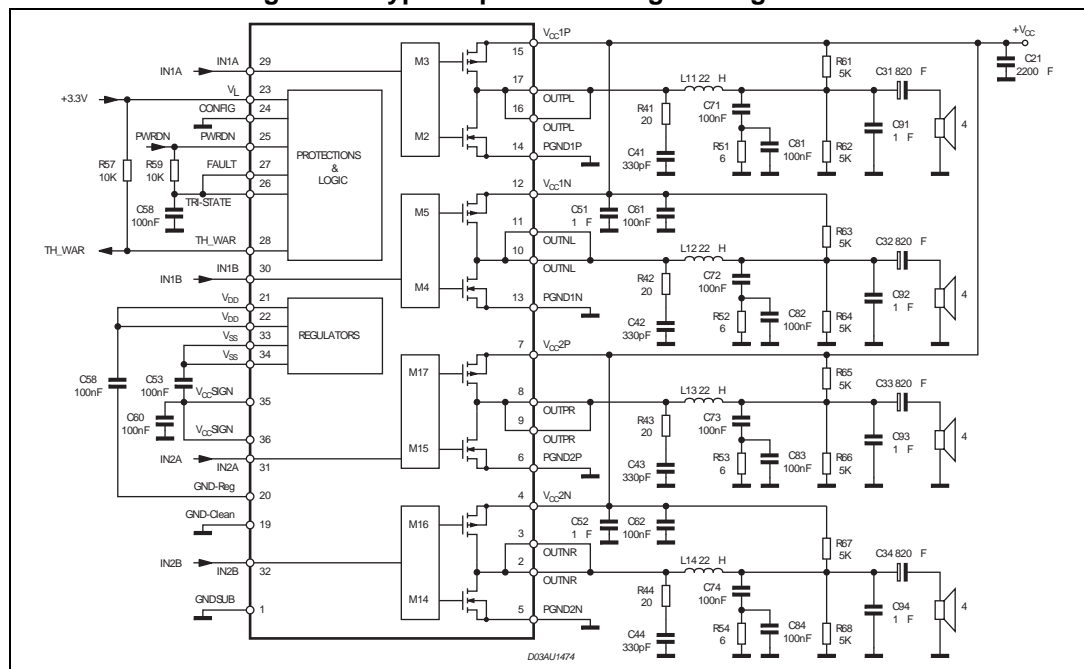 IN1A
IN1A
29
+3.3V
VL
23
CONFIG
24
PWRDN
PWRDN
25
FAULT
27
26
TRI-STATE
R57
10K
R59
10K
C58
100nF
TH_WAR
TH_WAR
28
IN1B
IN1B
30
PROTECTIONS
&
LOGIC
VDD
21
VDD
22
VSS
33
VSS
34
REGULATORS
C58
100nF
C53
100nF
C60
100nF
VCCSIGN
35
VCCSIGN
36
IN2A
IN2A
31
GND-Reg
20
GND-Clean
19
IN2B
IN2B
32
GNDSUB
1
M3
M2
M5
M4
M17
M15
M16
M14
15
VCC1P
17
OUTPL
16
OUTPL
14
PGND1P
12
VCC1N
11
OUTNL
10
OUTNL
13
PGND1N
7
VCC2P
8
OUTPR
9
OUTPR
6
PGND2P
4
VCC2N
3
OUTNR
2
OUTNR
5
PGND2N
+VCC
C21
2200 F
R41
20
C41
330pF
L11 22 H
C71
100nF
R51
6
C81
100nF
R61
5K
R62
5K
C31 820 F
C91
1 F
4
C51
1 F
C61
100nF
R42
20
C42
330pF
L12 22 H
C72
100nF
R52
6
C82
100nF
R63
5K
R64
5K
C32 820 F
C92
1 F
4
R43
20
C43
330pF
L13 22 H
C73
100nF
R53
6
C83
100nF
R65
5K
R66
5K
C33 820 F
C93
1 F
4
C52
1 F
C62
100nF
R44
20
C44
330pF
L14 22 H
C74
100nF
R54
6
C84
100nF
R67
5K
R68
5K
C34 820 F
C94
1 F
4
D03AU1474